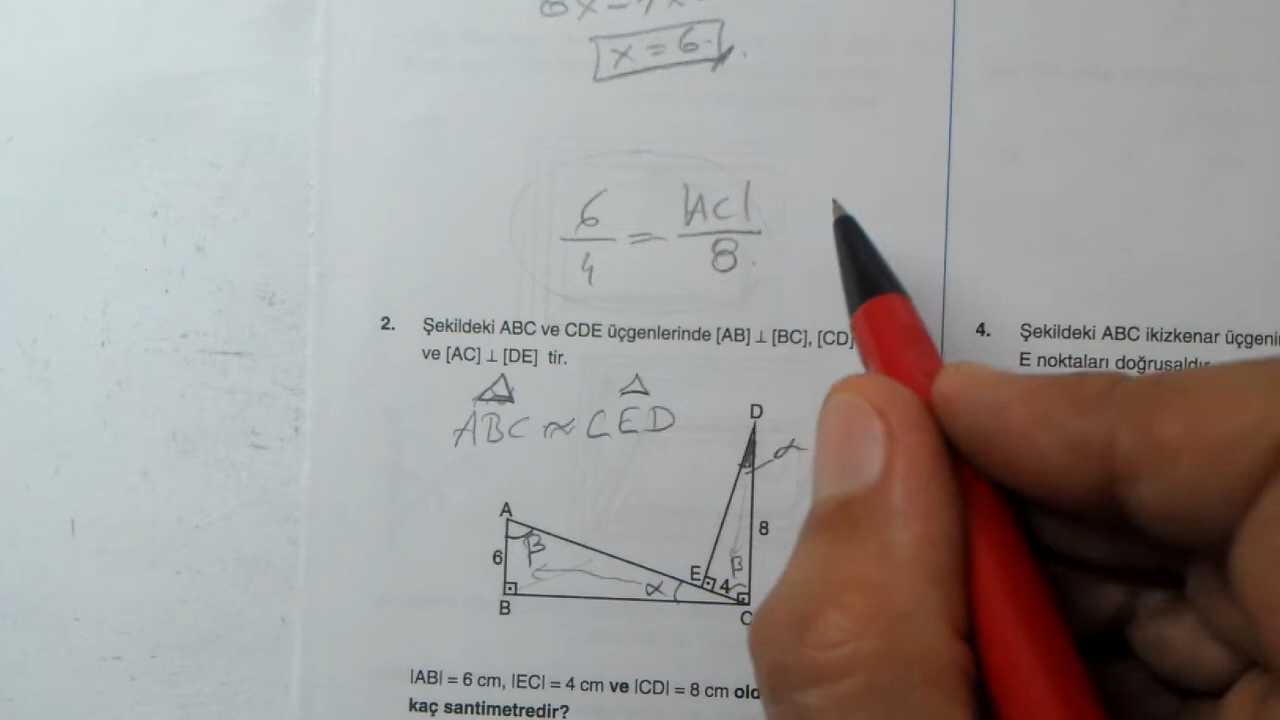 x = 6
6/4 = |AC|/8
2. Şekildeki ABC ve CDE üçgenlerinde [AB] ⊥ [BC], [CD]
ve [AC] ⊥ [DE] tir.
ABC ≈ CED
D
α
A
8
6
β
E
4
β
α
B
C
|AB| = 6 cm, |EC| = 4 cm ve |CD| = 8 cm
kaç santimetredir?
4. Şekildeki ABC ikizkenar
E noktaları doğrusaldır